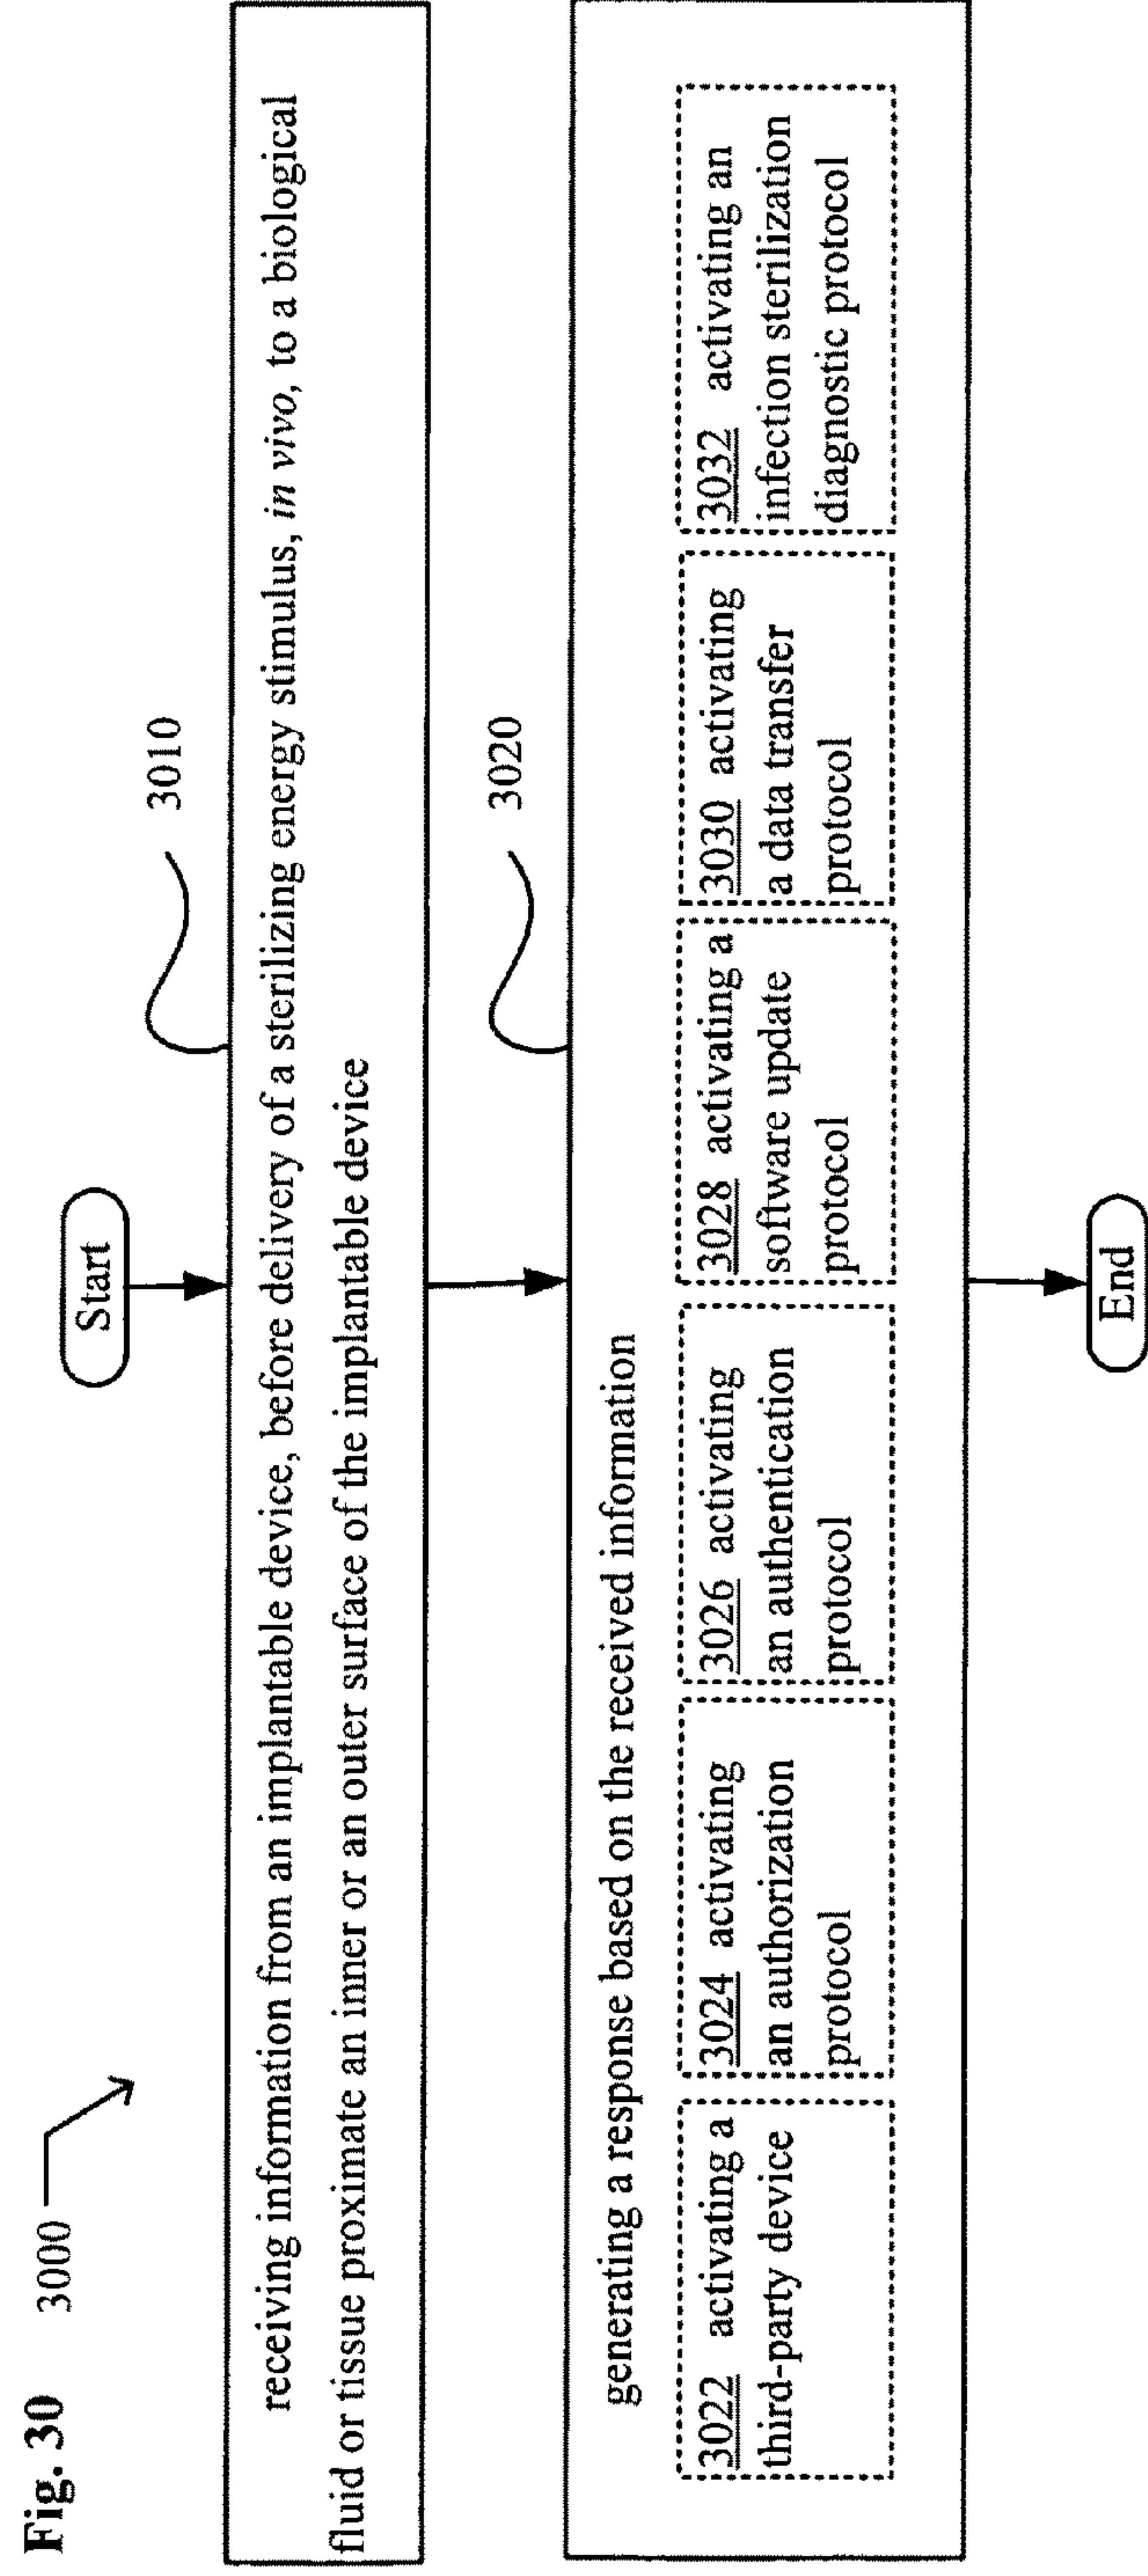 Fig. 30
3000
Start
3010
receiving information from an implantable device, before delivery of a sterilizing energy stimulus, in vivo, to a biological
fluid or tissue proximate an inner or an outer surface of the implantable device
3020
generating a response based on the received information
3022 activating a
third-party device
3024 activating
an authorization
protocol
3026 activating
an authentication
protocol
3028 activating a
software update
protocol
3030 activating
a data transfer
protocol
3032 activating an
infection sterilization
diagnostic protocol
End